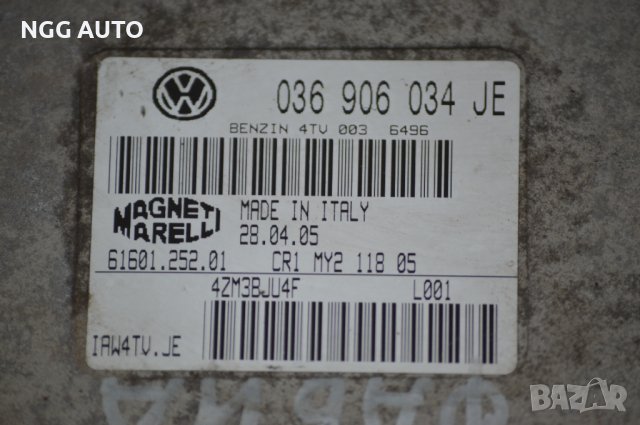 NGG AUTO
036 906 034 JE
BENZIN 4TV 003 6496
MAGNETI MARELLI
MADE IN ITALY
28.04.05
61601.252.01 CR1 MY2 118 05
4ZM3BJU4F L001
IAW4TV.JE
ФАБИА
BAZAR